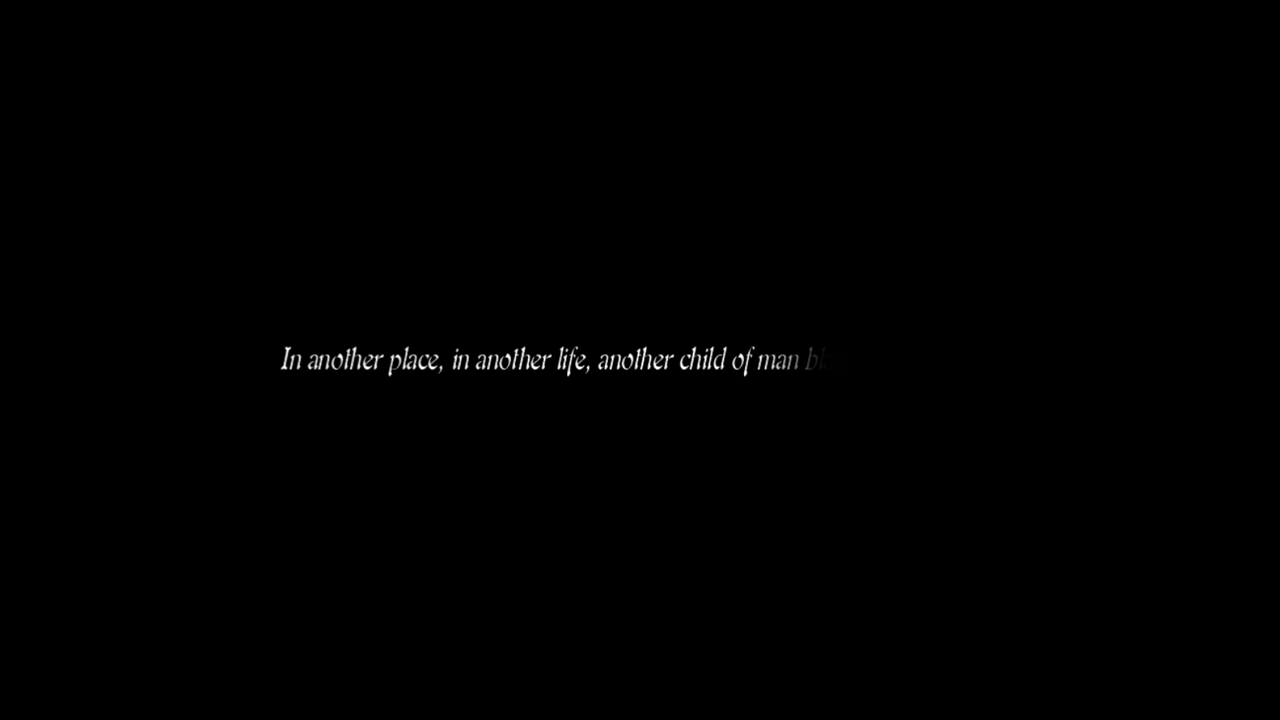 In another place, in another life, another child of man